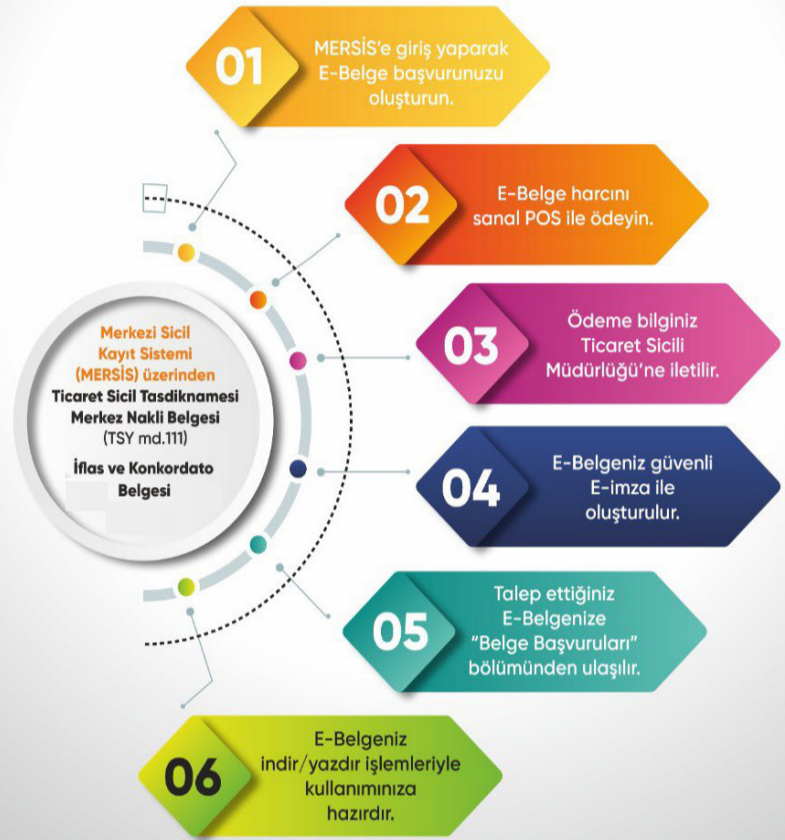 01
MERSİS'e giriş yaparak
E-Belge başvurunuzu
oluşturun.
02
E-Belge harcını
sanal POS ile ödeyin.
03
Ödeme bilginiz
Ticaret Sicili
Müdürlüğü'ne iletilir.
Merkezi Sicil
Kayıt Sistemi
(MERSİS) üzerinden
Ticaret Sicil Tasdiknamesi
Merkez Nakli Belgesi
(TSY md.111)
İflas ve Konkordato
Belgesi
04
E-Belgeniz güvenli
E-imza ile
oluşturulur.
05
Talep ettiğiniz
E-Belgenize
"Belge Başvuruları"
bölümünden ulaşılır.
06
E-Belgeniz
indir/yazdır işlemleriyle
kullanımınıza
hazırdır.